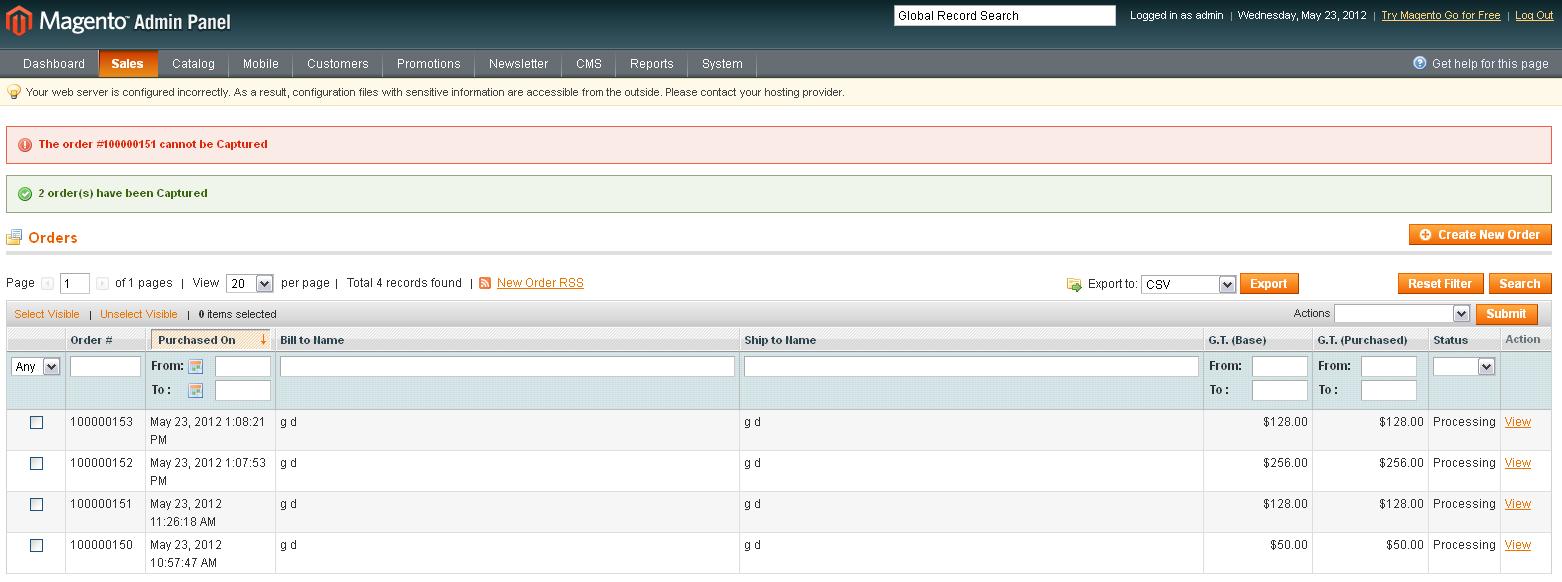 Magento Admin Panel Global Record Search Logged in as admin | Wednesday, May 23, 2012 | Try Magento Go for Free | Log Out
Dashboard Sales Catalog Mobile Customers Promotions Newsletter CMS Reports System Get help for this page
Your web server is configured incorrectly. As a result, configuration files with sensitive information are accessible from the outside. Please contact your hosting provider.
The order #100000151 cannot be Captured
2 order(s) have been Captured
Orders Create New Order
Page 1 of 1 pages | View 20 per page | Total 4 records found | New Order RSS Export to: CSV Export Reset Filter Search
Select Visible | Unselect Visible | 0 items selected Actions Submit
Order # Purchased On Bill to Name Ship to Name G.T. (Base) G.T. (Purchased) Status Action
Any From: From: From:
To : To : To :
100000153 May 23, 2012 1:08:21 g d g d $128.00 $128.00 Processing View
PM
100000152 May 23, 2012 1:07:53 g d g d $256.00 $256.00 Processing View
PM
100000151 May 23, 2012 g d g d $128.00 $128.00 Processing View
11:26:18 AM
100000150 May 23, 2012 g d g d $50.00 $50.00 Processing View
10:57:47 AM